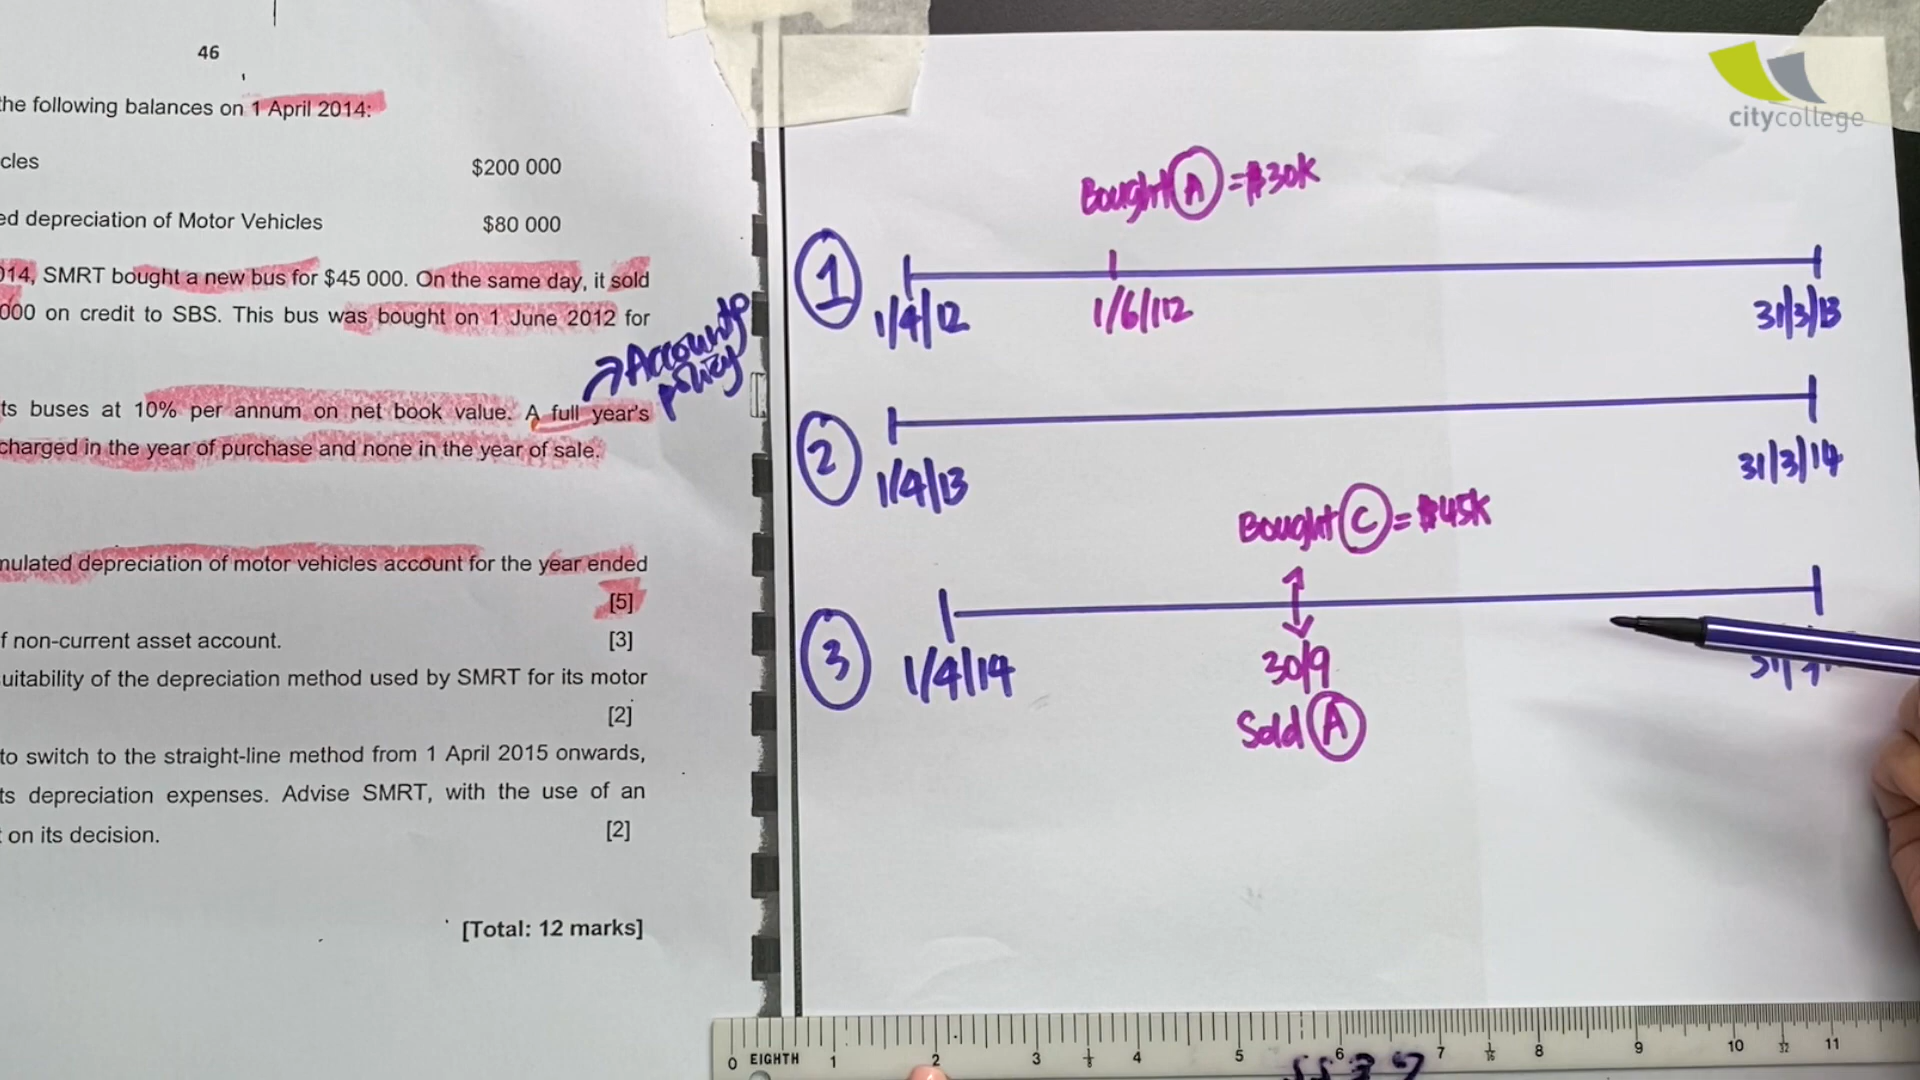 46
the following balances on 1 April 2014:
cles $200 000
ed depreciation of Motor Vehicles $80 000
014, SMRT bought a new bus for $45 000. On the same day, it sold
000 on credit to SBS. This bus was bought on 1 June 2012 for
ts buses at 10% per annum on net book value. A full year's
charged in the year of purchase and none in the year of sale.
mulated depreciation of motor vehicles account for the year ended
[5]
f non-current asset account. [3]
uitability of the depreciation method used by SMRT for its motor
[2]
to switch to the straight-line method from 1 April 2015 onwards,
ts depreciation expenses. Advise SMRT, with the use of an
on its decision. [2]
[Total: 12 marks]
policy
citycollege
Bought A = $30K
1
1/4/12 1/6/112 31/3/13
2
1/4/13 31/3/14
Bought C = $45K
3
1/4/14 30/9
Sold A
0 EIGHTH 1 2 3 4 5 6 7 8 9 10 11